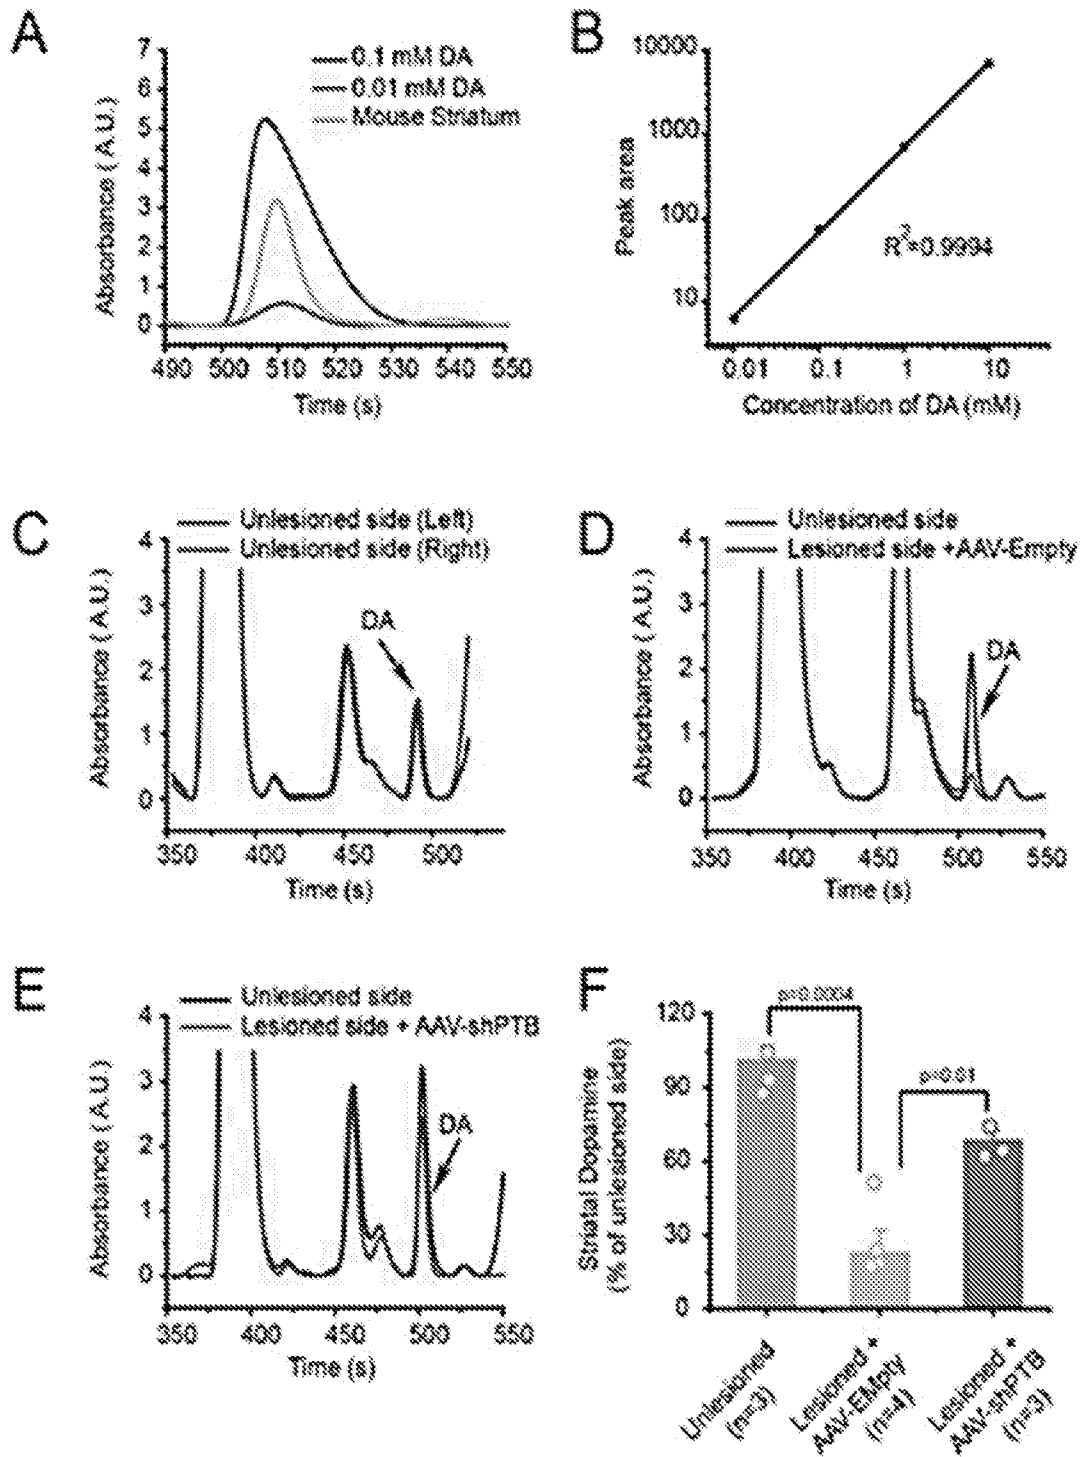 A
7
6
5
4
3
2
1
0
Absorbance ( A.U.)
0.1 mM DA
0.01 mM DA
Mouse Striatum
490 500 510 520 530 540 550
Time (s)
B
10000
1000
100
10
Peak area
R²=0.9994
0.01 0.1 1 10
Concentration of DA (mM)
C
Unlesioned side (Left)
Unlesioned side (Right)
4
3
2
1
0
Absorbance ( A.U.)
DA
350 400 450 500
Time (s)
D
Unlesioned side
Lesioned side +AAV-Empty
4
3
2
1
0
Absorbance ( A.U.)
DA
350 400 450 500 550
Time (s)
E
Unlesioned side
Lesioned side + AAV-shPTB
4
3
2
1
0
Absorbance ( A.U.)
DA
350 400 450 500 550
Time (s)
F
p=0.0004
p=0.01
120
90
60
30
0
Striatal Dopamine
(% of unlesioned side)
Unlesioned
(n=3)
Lesioned +
AAV-EMpty
(n=4)
Lesioned +
AAV-shPTB
(n=3)